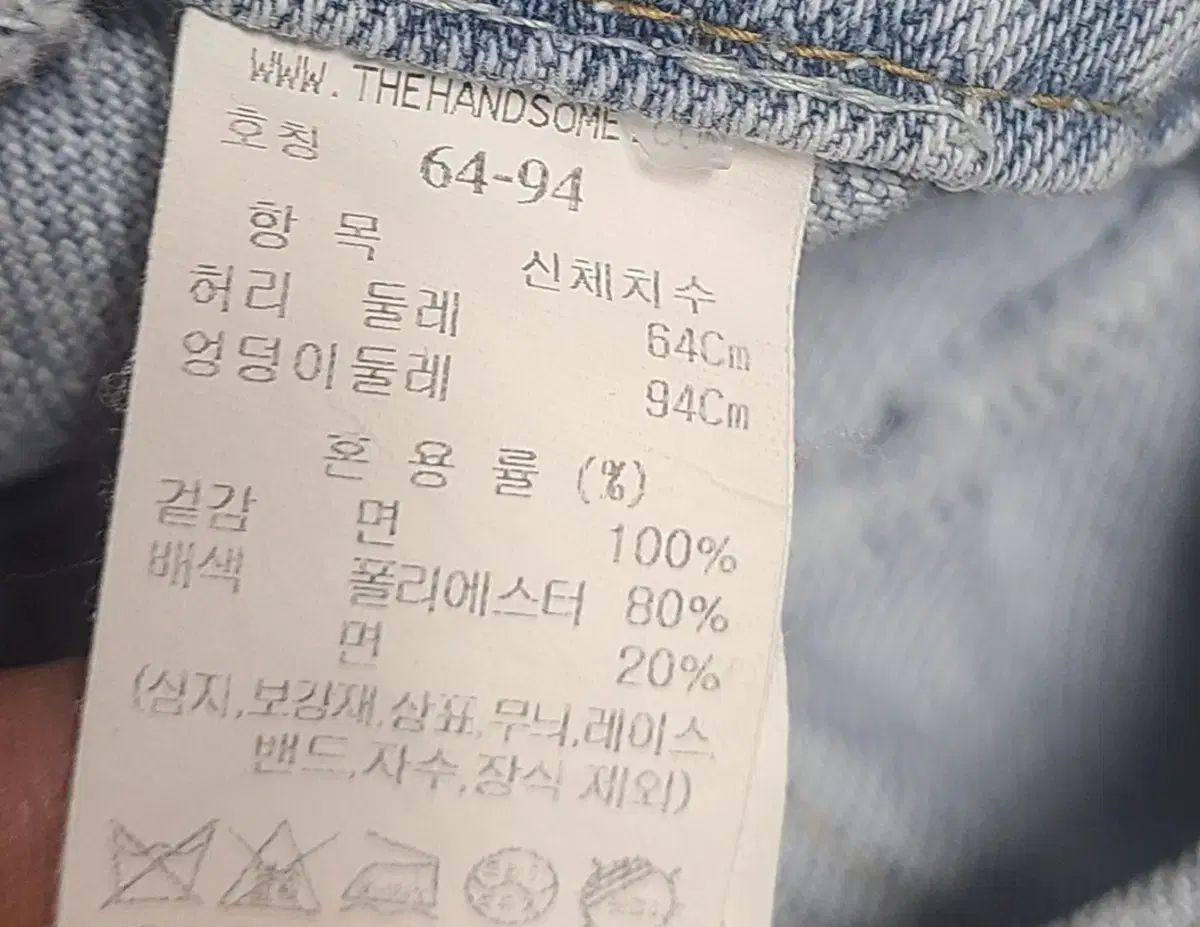 WWW.THEHANDSOME.COM
호칭 64-94
항 목 신체치수
허리 둘레 64Cm
엉덩이둘레 94Cm
혼 용 률 (%)
겉감 면 100%
배색 폴리에스터 80%
면 20%
(심지,보강재,상표,무늬,레이스
밴드,자수,장식 제외)